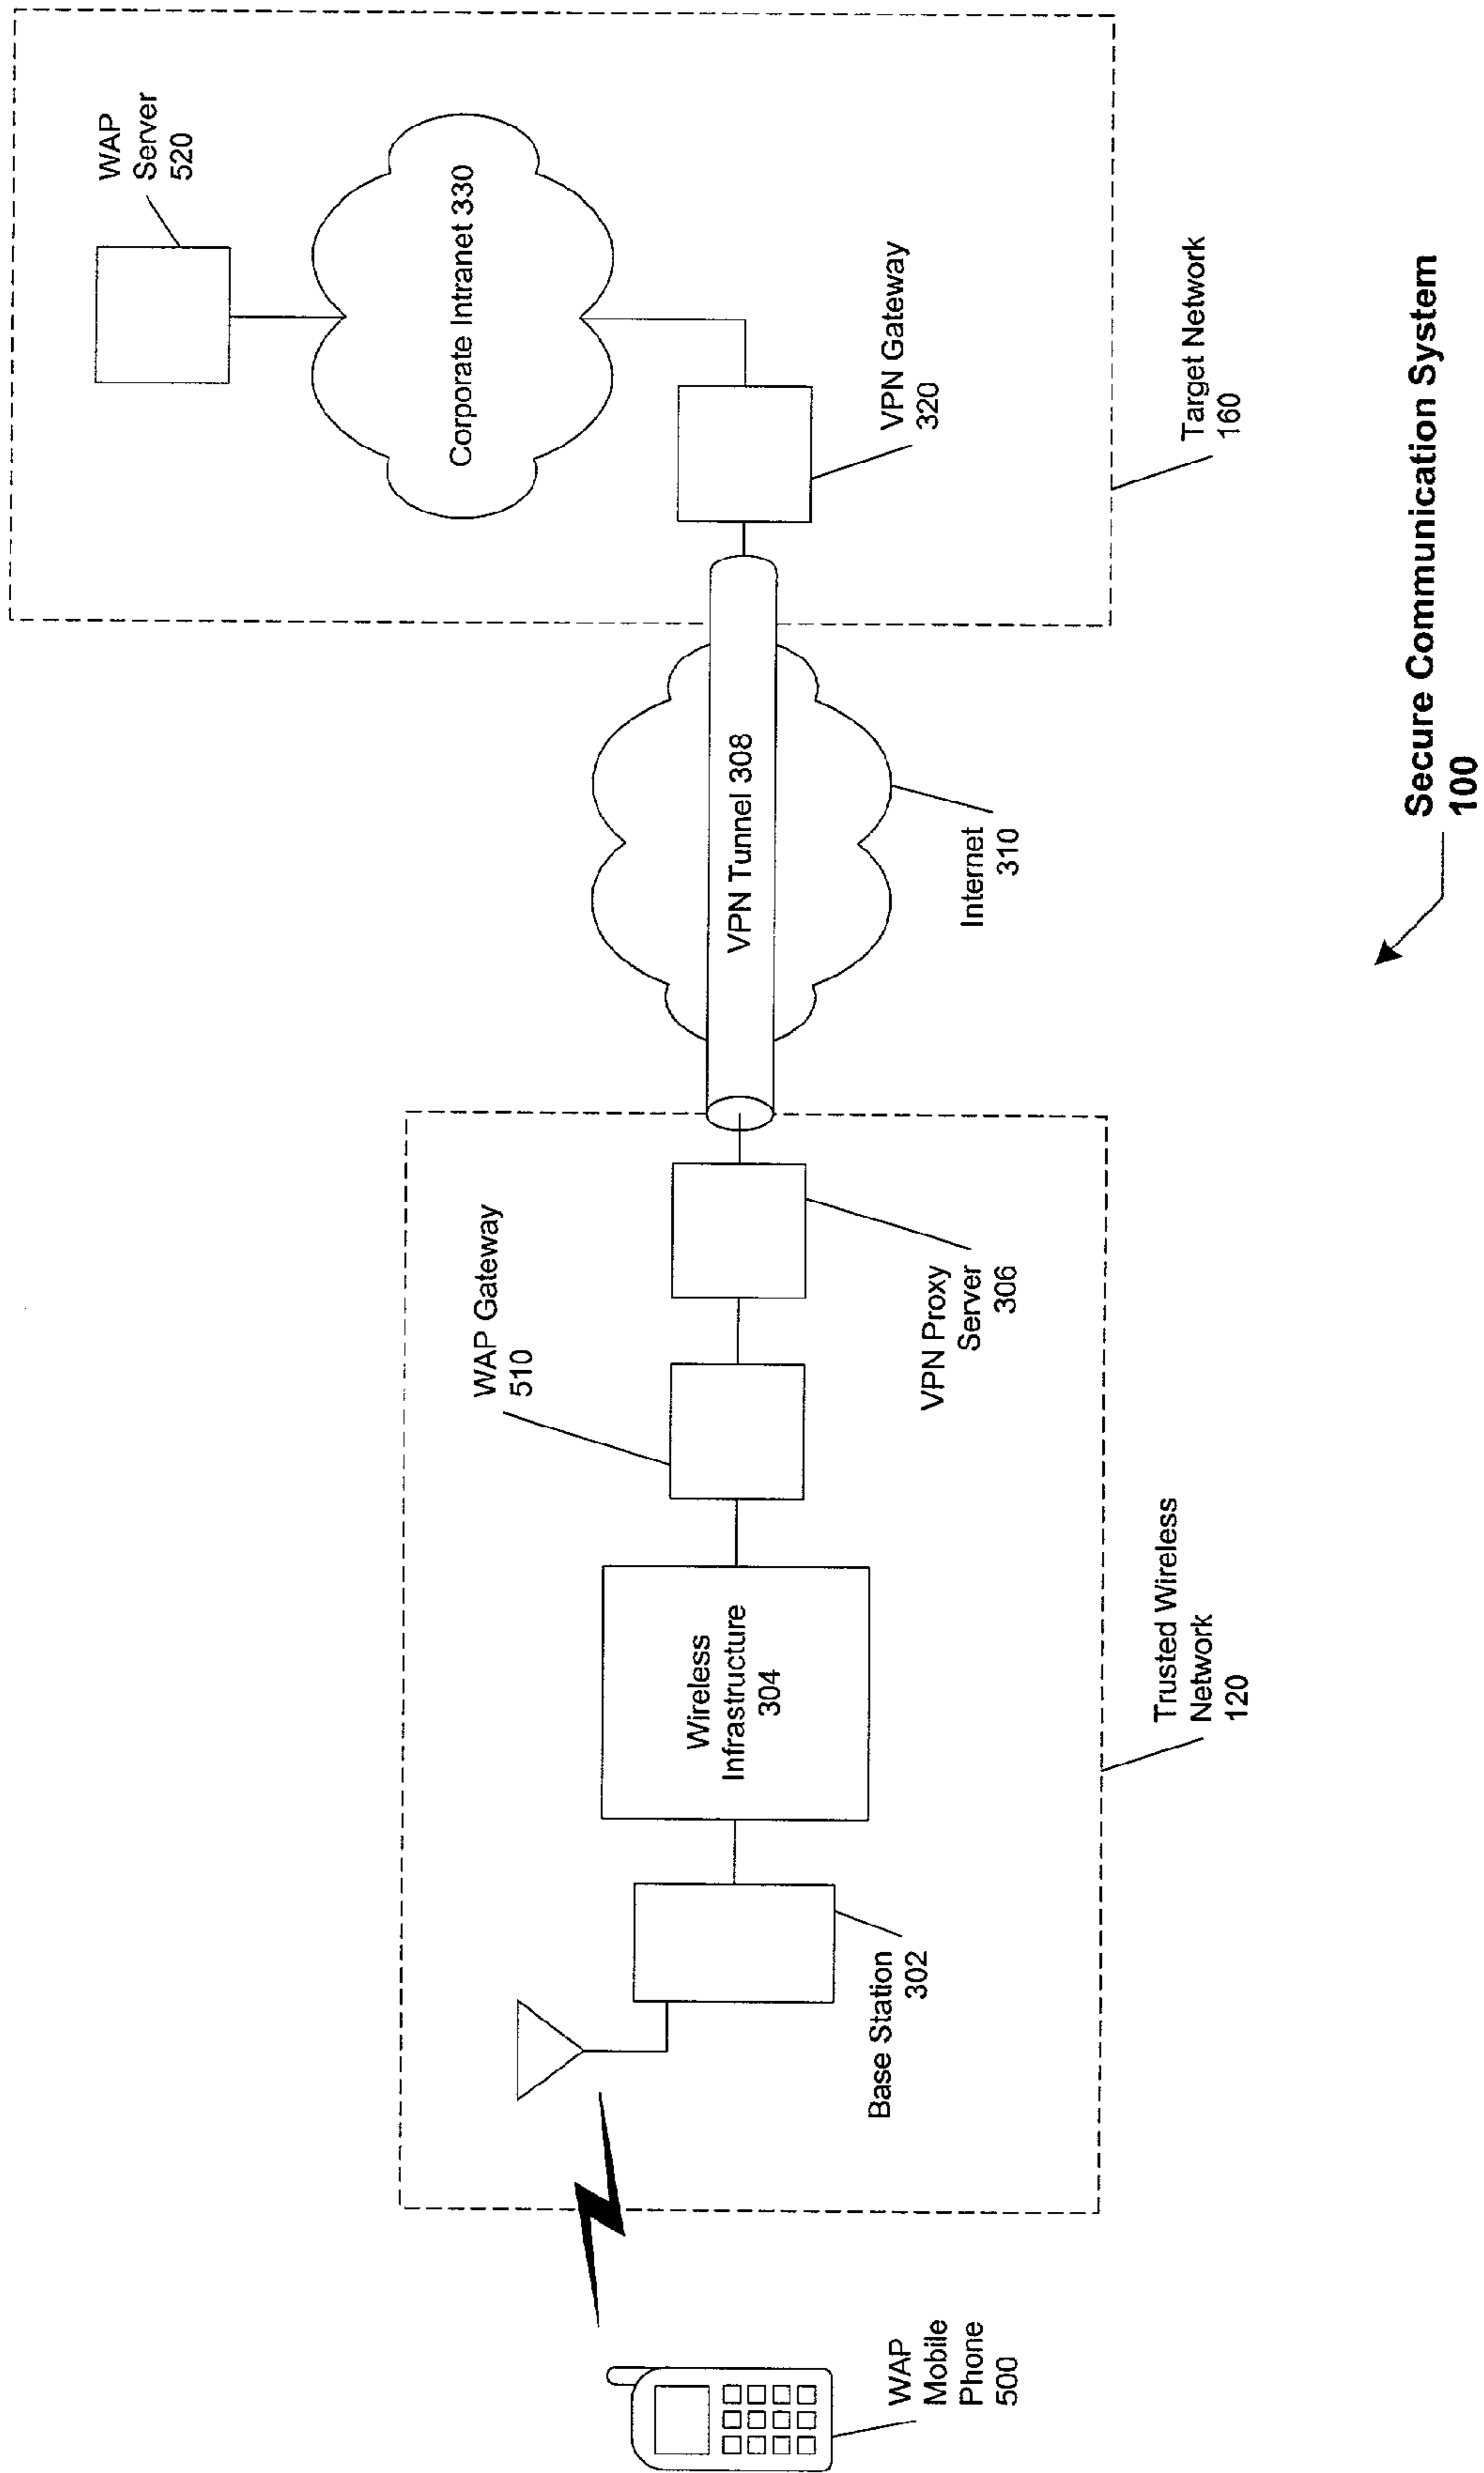 WAP
Server
520
Corporate Intranet 330
VPN Gateway
320
Target Network
160
VPN Tunnel 308
Internet
310
WAP Gateway
510
VPN Proxy
Server
306
Wireless
Infrastructure
304
Base Station
302
Trusted Wireless
Network
120
WAP
Mobile
Phone
500
Secure Communication System
100